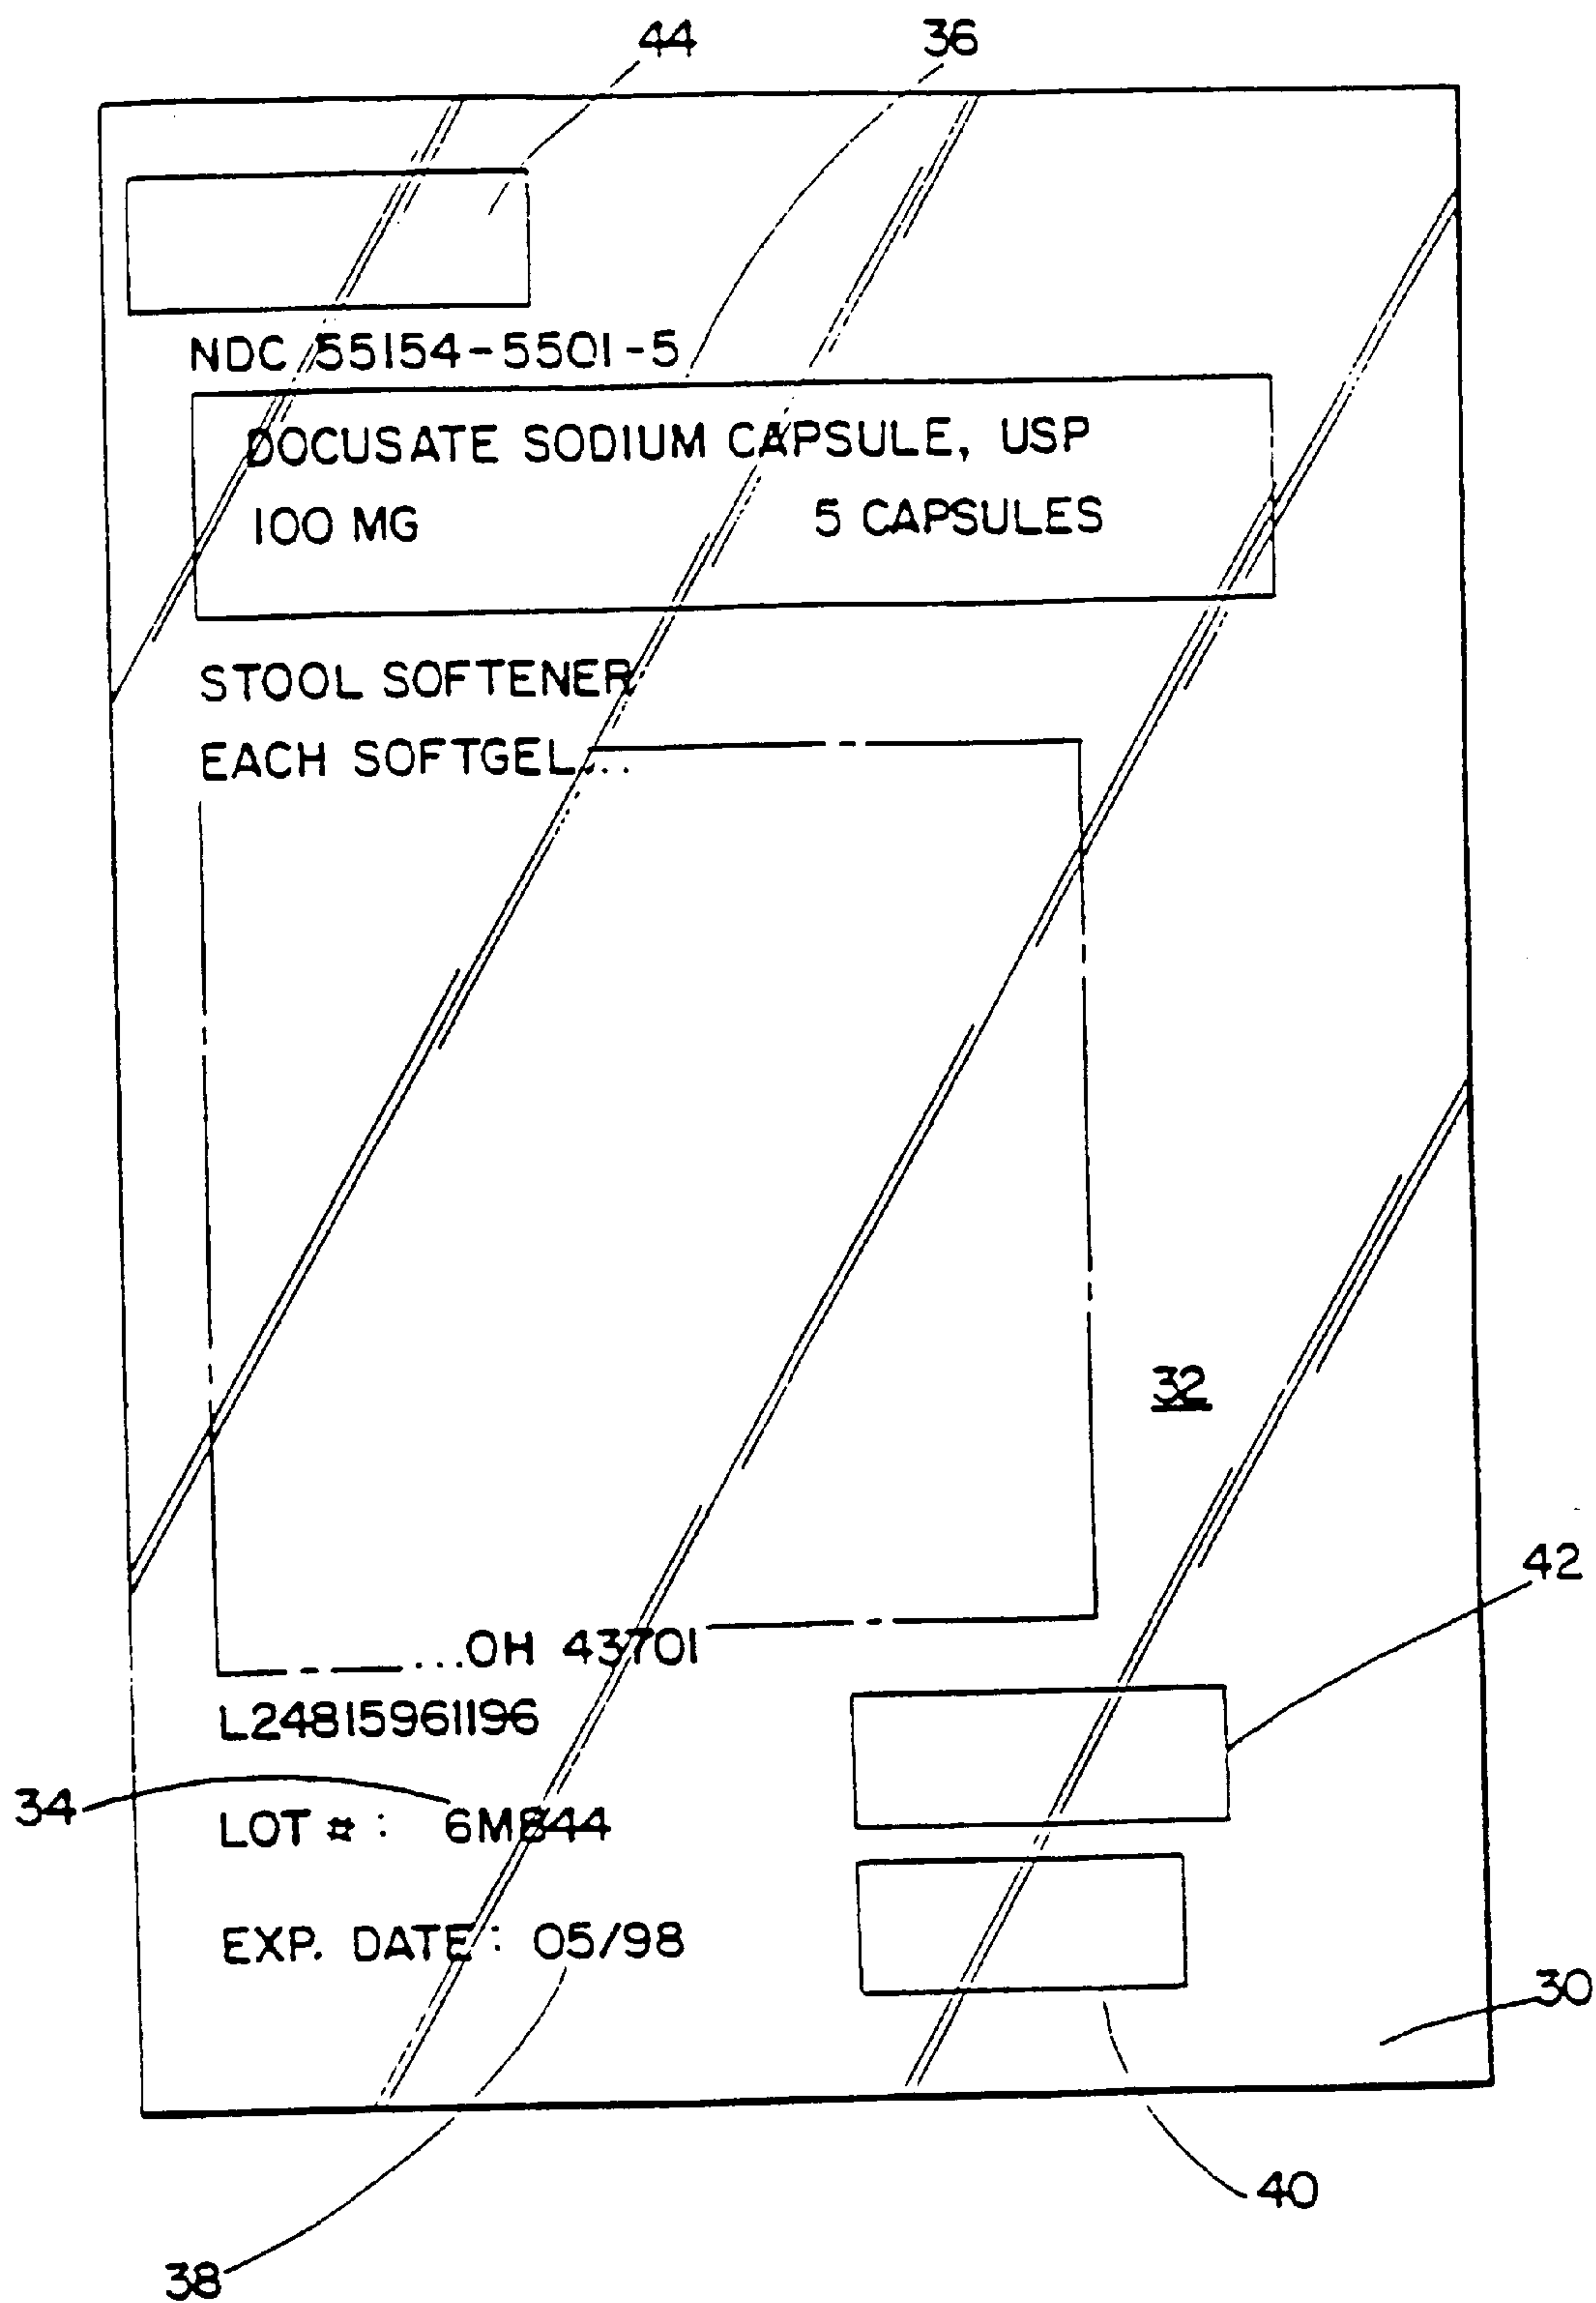 44 36
NDC 55154-5501-5
DOCUSATE SODIUM CAPSULE, USP
100 MG 5 CAPSULES
STOOL SOFTENER
EACH SOFTGEL...
32
42
...OH 43701
L24815961196
34 LOT #: 6M844
EXP. DATE: 05/98
30
40
38